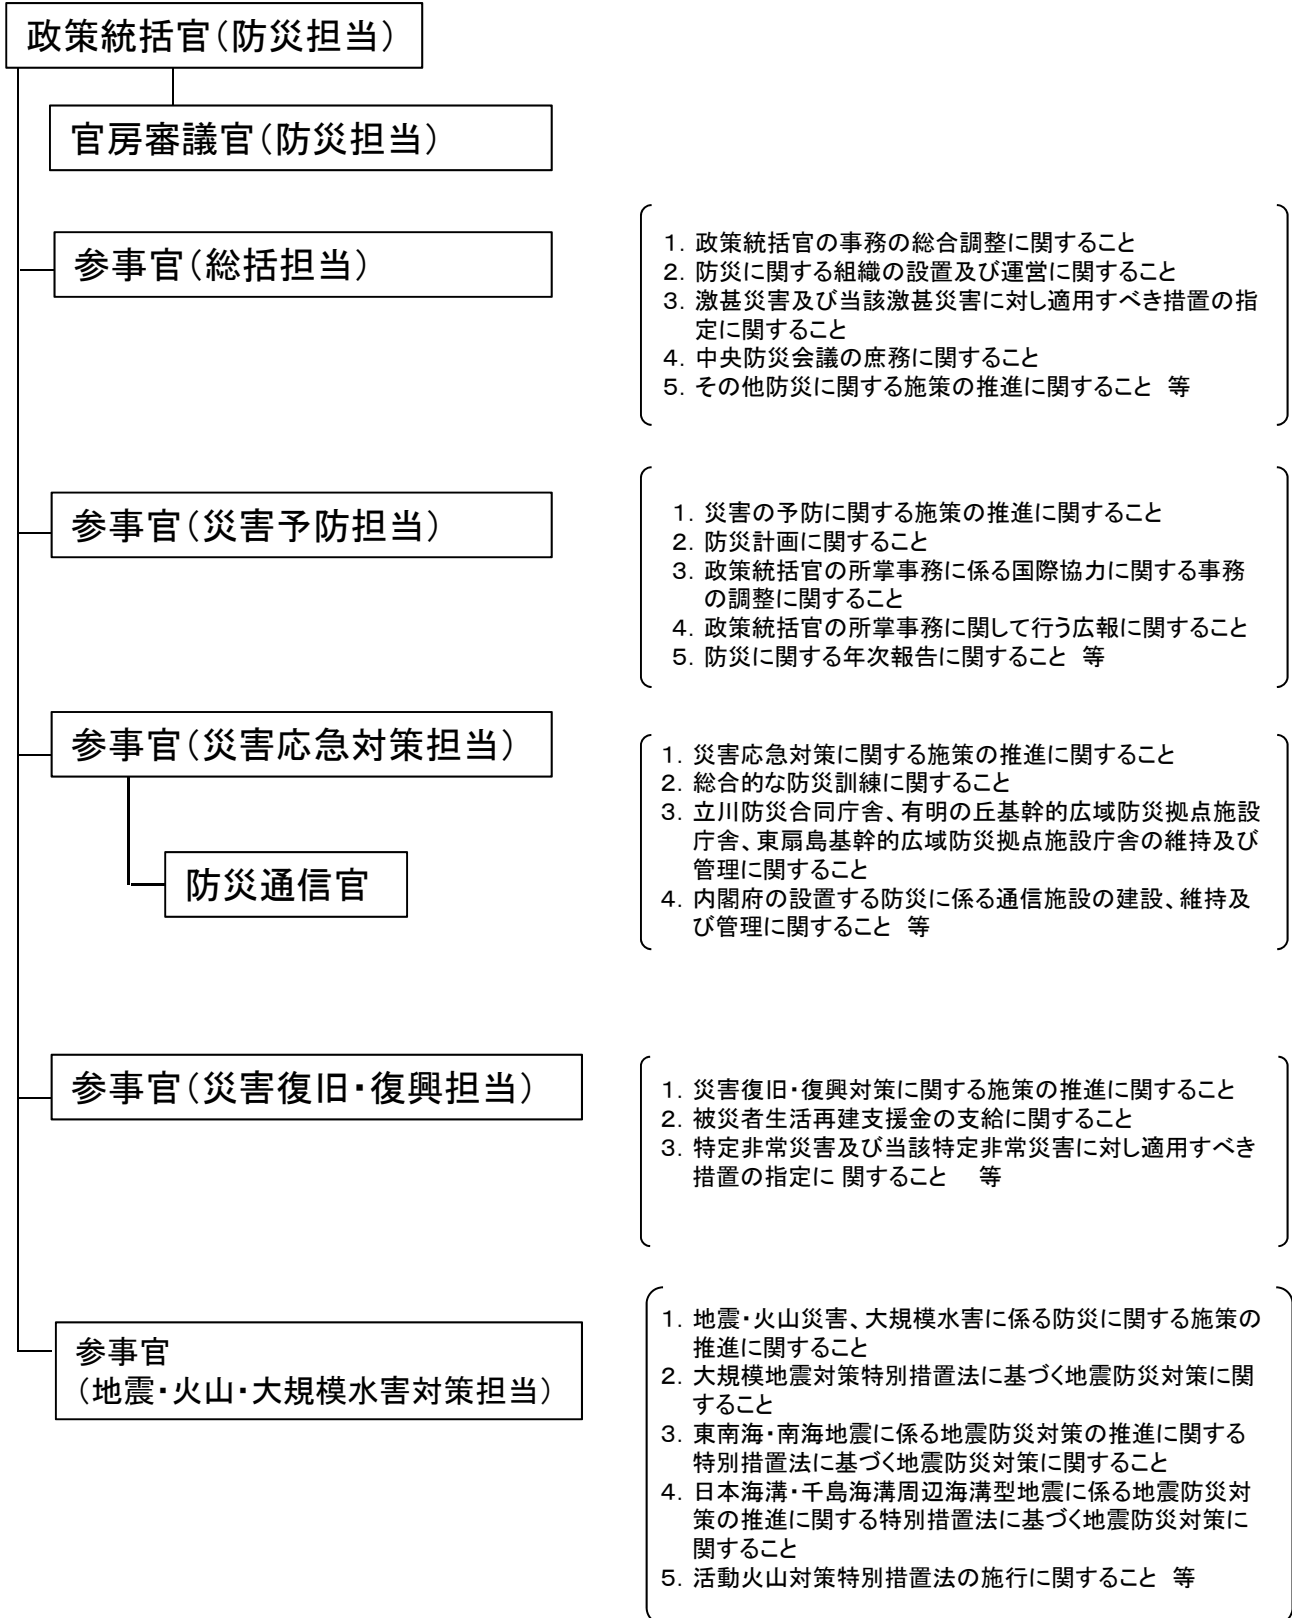 政策統括官（防災担当）
官房審議官（防災担当）
参事官（総括担当）
1．政策統括官の事務の総合調整に関すること
2．防災に関する組織の設置及び運営に関すること
3．激甚災害及び当該激甚災害に対し適用すべき措置の指
定に関すること
4．中央防災会議の庶務に関すること
5．その他防災に関する施策の推進に関すること　等
参事官（災害予防担当）
1．災害の予防に関する施策の推進に関すること
2．防災計画に関すること
3．政策統括官の所掌事務に係る国際協力に関する事務
の調整に関すること
4．政策統括官の所掌事務に関して行う広報に関すること
5．防災に関する年次報告に関すること　等
参事官（災害応急対策担当）
1．災害応急対策に関する施策の推進に関すること
2．総合的な防災訓練に関すること
3．立川防災合同庁舎、有明の丘基幹的広域防災拠点施設
庁舎、東扇島基幹的広域防災拠点施設庁舎の維持及び
管理に関すること
4．内閣府の設置する防災に係る通信施設の建設、維持及
び管理に関すること　等
防災通信官
参事官（災害復旧・復興担当）
1．災害復旧・復興対策に関する施策の推進に関すること
2．被災者生活再建支援金の支給に関すること
3．特定非常災害及び当該特定非常災害に対し適用すべき
措置の指定に 関すること　　等
参事官
（地震・火山・大規模水害対策担当）
1．地震・火山災害、大規模水害に係る防災に関する施策の
推進に関すること
2．大規模地震対策特別措置法に基づく地震防災対策に関
すること
3．東南海・南海地震に係る地震防災対策の推進に関する
特別措置法に基づく地震防災対策に関すること
4．日本海溝・千島海溝周辺海溝型地震に係る地震防災対
策の推進に関する特別措置法に基づく地震防災対策に
関すること
5．活動火山対策特別措置法の施行に関すること　等